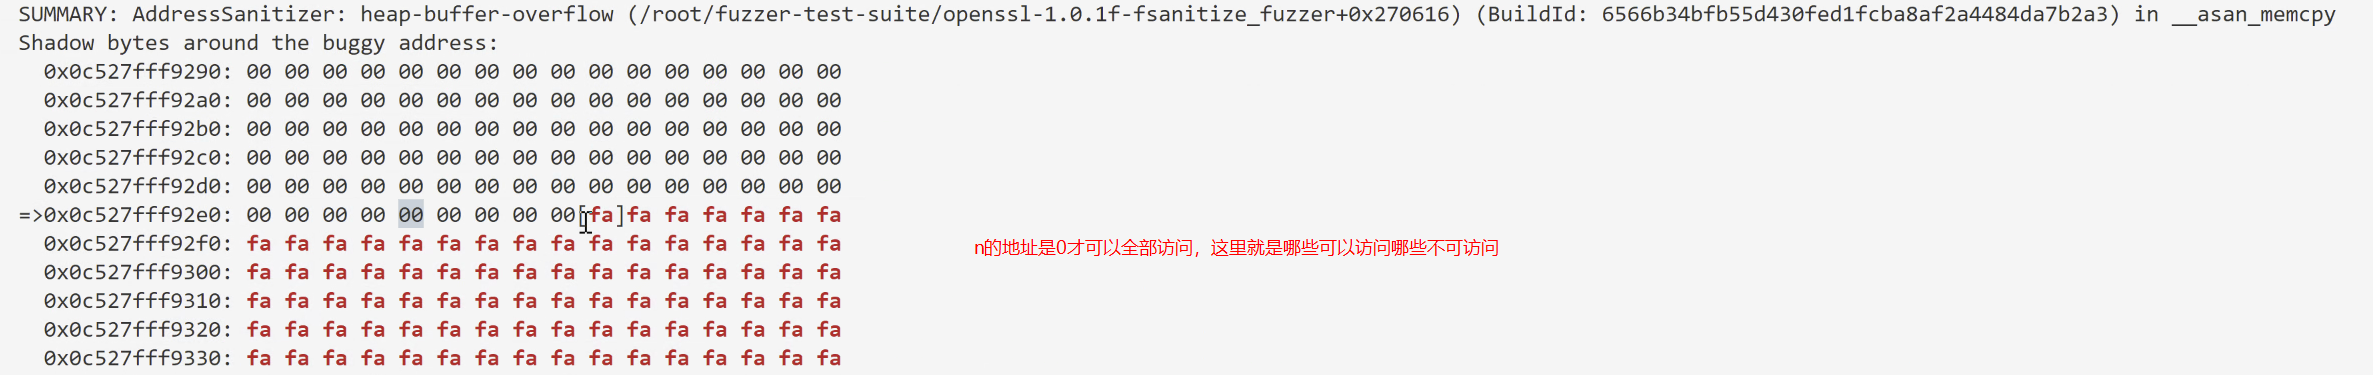 SUMMARY: AddressSanitizer: heap-buffer-overflow (/root/fuzzer-test-suite/openssl-1.0.1f-fsanitize_fuzzer+0x270616) (BuildId: 6566b34bfb55d430fed1fcba8af2a4484da7b2a3) in __asan_memcpy
Shadow bytes around the buggy address:
  0x0c527fff9290: 00 00 00 00 00 00 00 00 00 00 00 00 00 00 00 00
  0x0c527fff92a0: 00 00 00 00 00 00 00 00 00 00 00 00 00 00 00 00
  0x0c527fff92b0: 00 00 00 00 00 00 00 00 00 00 00 00 00 00 00 00
  0x0c527fff92c0: 00 00 00 00 00 00 00 00 00 00 00 00 00 00 00 00
  0x0c527fff92d0: 00 00 00 00 00 00 00 00 00 00 00 00 00 00 00 00
=>0x0c527fff92e0: 00 00 00 00 00 00 00 00 00[fa]fa fa fa fa fa fa
  0x0c527fff92f0: fa fa fa fa fa fa fa fa fa fa fa fa fa fa fa fa
n的地址是0才可以全部访问，这里就是哪些可以访问哪些不可访问
  0x0c527fff9300: fa fa fa fa fa fa fa fa fa fa fa fa fa fa fa fa
  0x0c527fff9310: fa fa fa fa fa fa fa fa fa fa fa fa fa fa fa fa
  0x0c527fff9320: fa fa fa fa fa fa fa fa fa fa fa fa fa fa fa fa
  0x0c527fff9330: fa fa fa fa fa fa fa fa fa fa fa fa fa fa fa fa